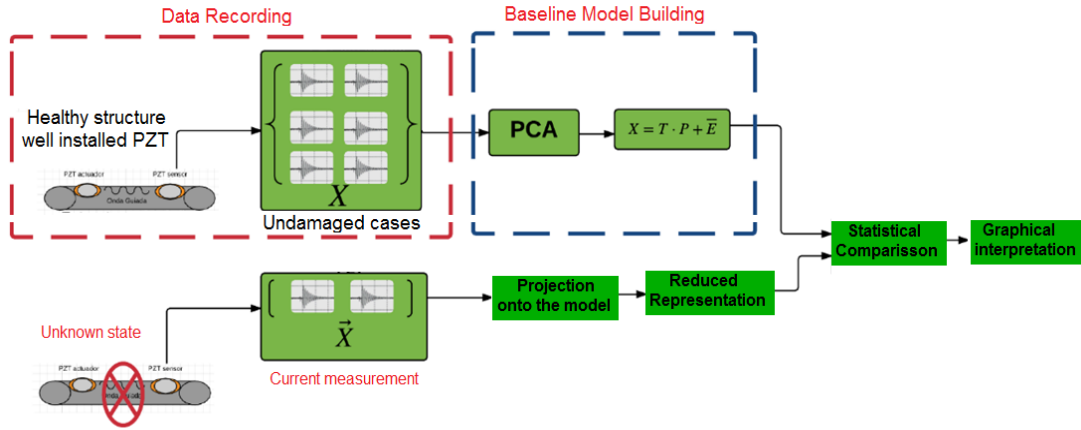 Data Recording
Baseline Model Building
Healthy structure
well installed PZT
PZT actuador
PZT sensor
Onda Guiada
X
Undamaged cases
PCA
X = T · P + E̅
Statistical
Comparisson
Graphical
interpretation
Unknown state
PZT actuador
PZT sensor
X⃗
Current measurement
Projection
onto the model
Reduced
Representation